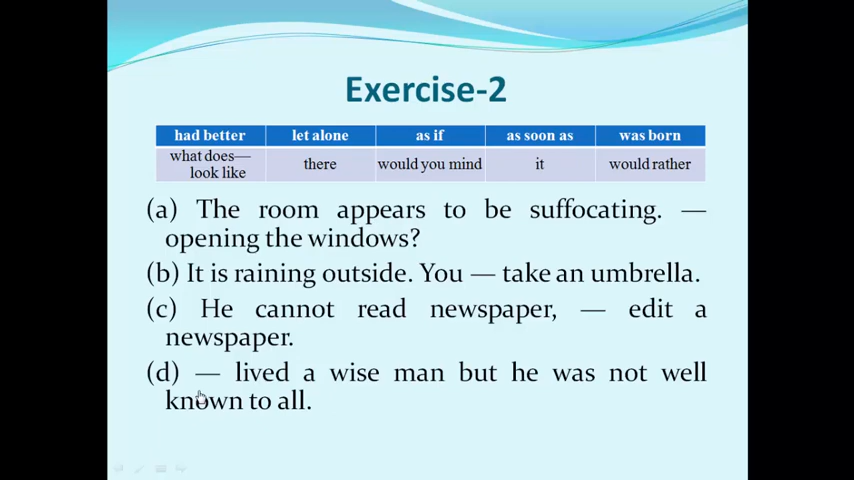 Exercise-2
had better let alone as if as soon as was born
what does— look like there would you mind it would rather
(a) The room appears to be suffocating. —
opening the windows?
(b) It is raining outside. You — take an umbrella.
(c) He cannot read newspaper, — edit a
newspaper.
(d) — lived a wise man but he was not well
known to all.